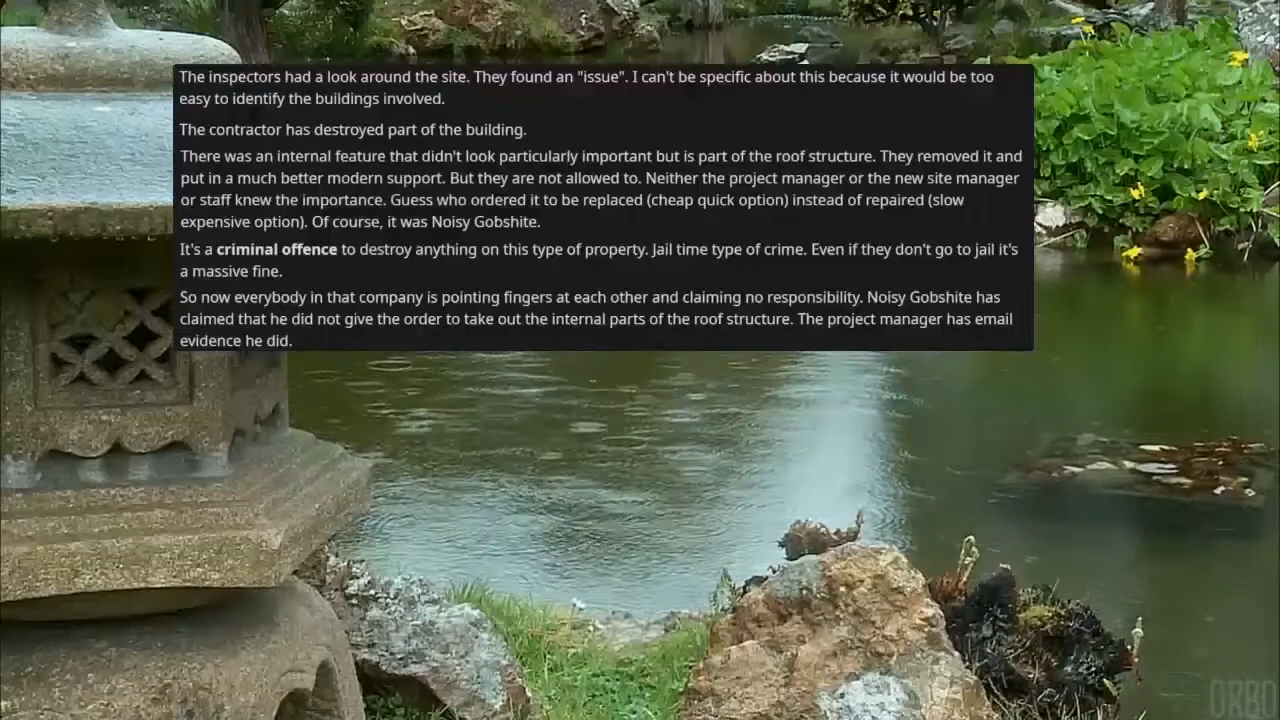 The inspectors had a look around the site. They found an "issue". I can't be specific about this because it would be too
easy to identify the buildings involved.
The contractor has destroyed part of the building.
There was an internal feature that didn't look particularly important but is part of the roof structure. They removed it and
put in a much better modern support. But they are not allowed to. Neither the project manager or the new site manager
or staff knew the importance. Guess who ordered it to be replaced (cheap quick option) instead of repaired (slow
expensive option). Of course, it was Noisy Gobshite.
It's a criminal offence to destroy anything on this type of property. Jail time type of crime. Even if they don't go to jail it's
a massive fine.
So now everybody in that company is pointing fingers at each other and claiming no responsibility. Noisy Gobshite has
claimed that he did not give the order to take out the internal parts of the roof structure. The project manager has email
evidence he did.
ORBO